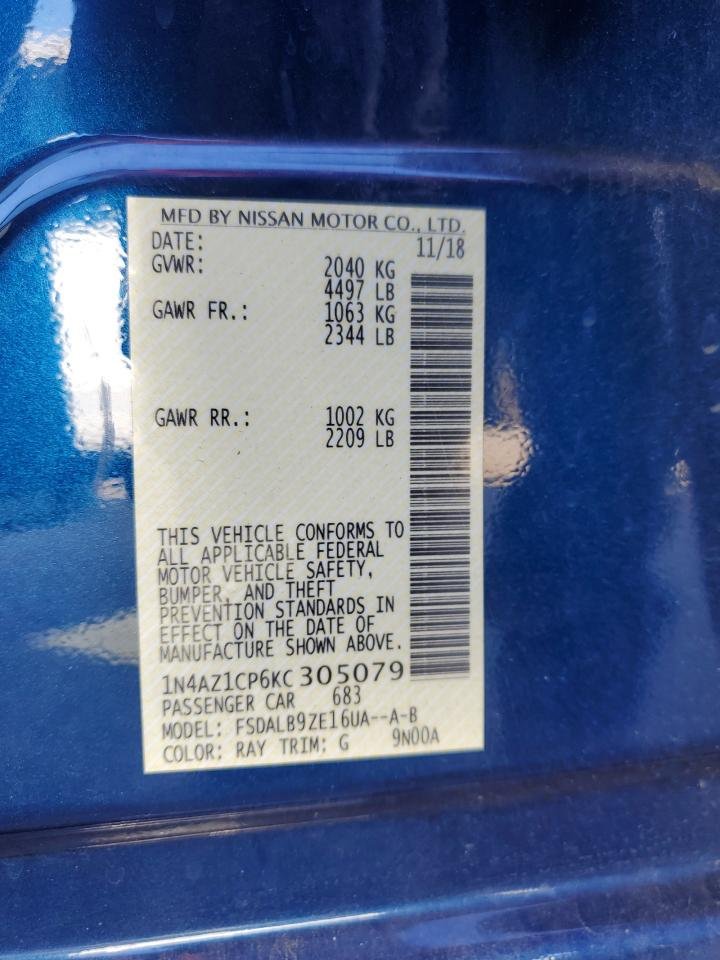 MFD BY NISSAN MOTOR CO., LTD.
DATE: 11/18
GVWR: 2040 KG
4497 LB
GAWR FR.: 1063 KG
2344 LB
GAWR RR.: 1002 KG
2209 LB
THIS VEHICLE CONFORMS TO
ALL APPLICABLE FEDERAL
MOTOR VEHICLE SAFETY,
BUMPER, AND THEFT
PREVENTION STANDARDS IN
EFFECT ON THE DATE OF
MANUFACTURE SHOWN ABOVE.
1N4AZ1CP6KC305079
PASSENGER CAR 683
MODEL: FSDALB9ZE16UA--A-B
COLOR: RAY TRIM: G 9N00A